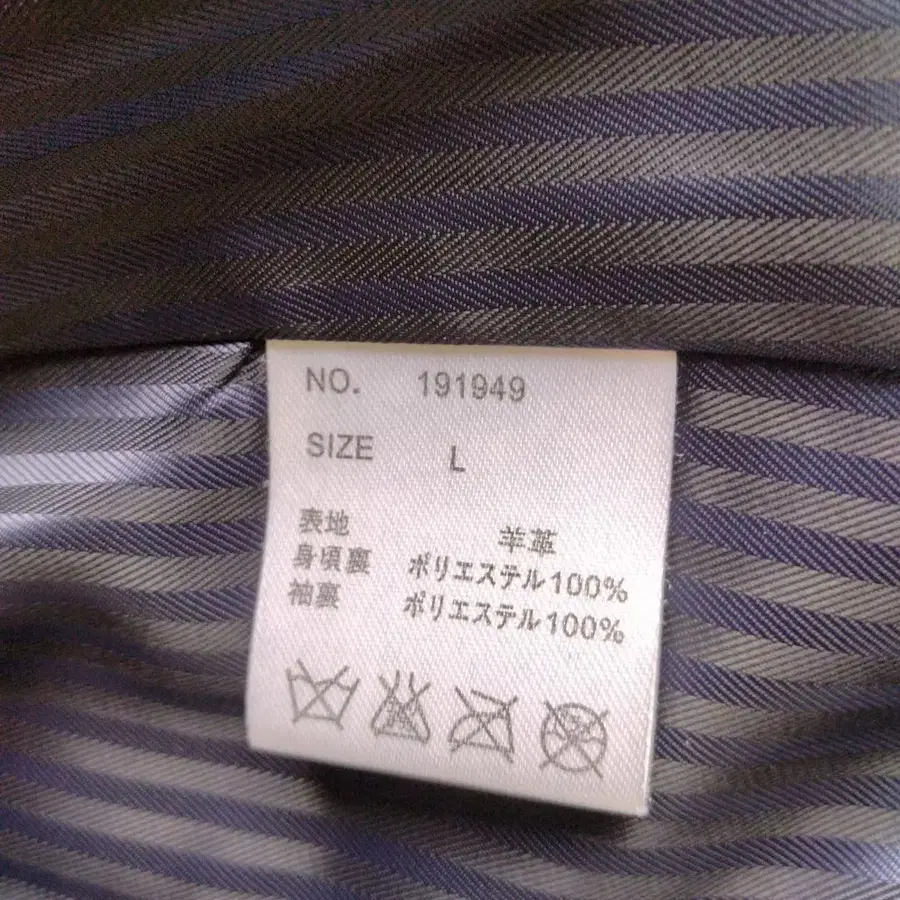 NO. 191949
SIZE L
表地 羊革
身頃裏 ポリエステル100%
袖裏 ポリエステル100%